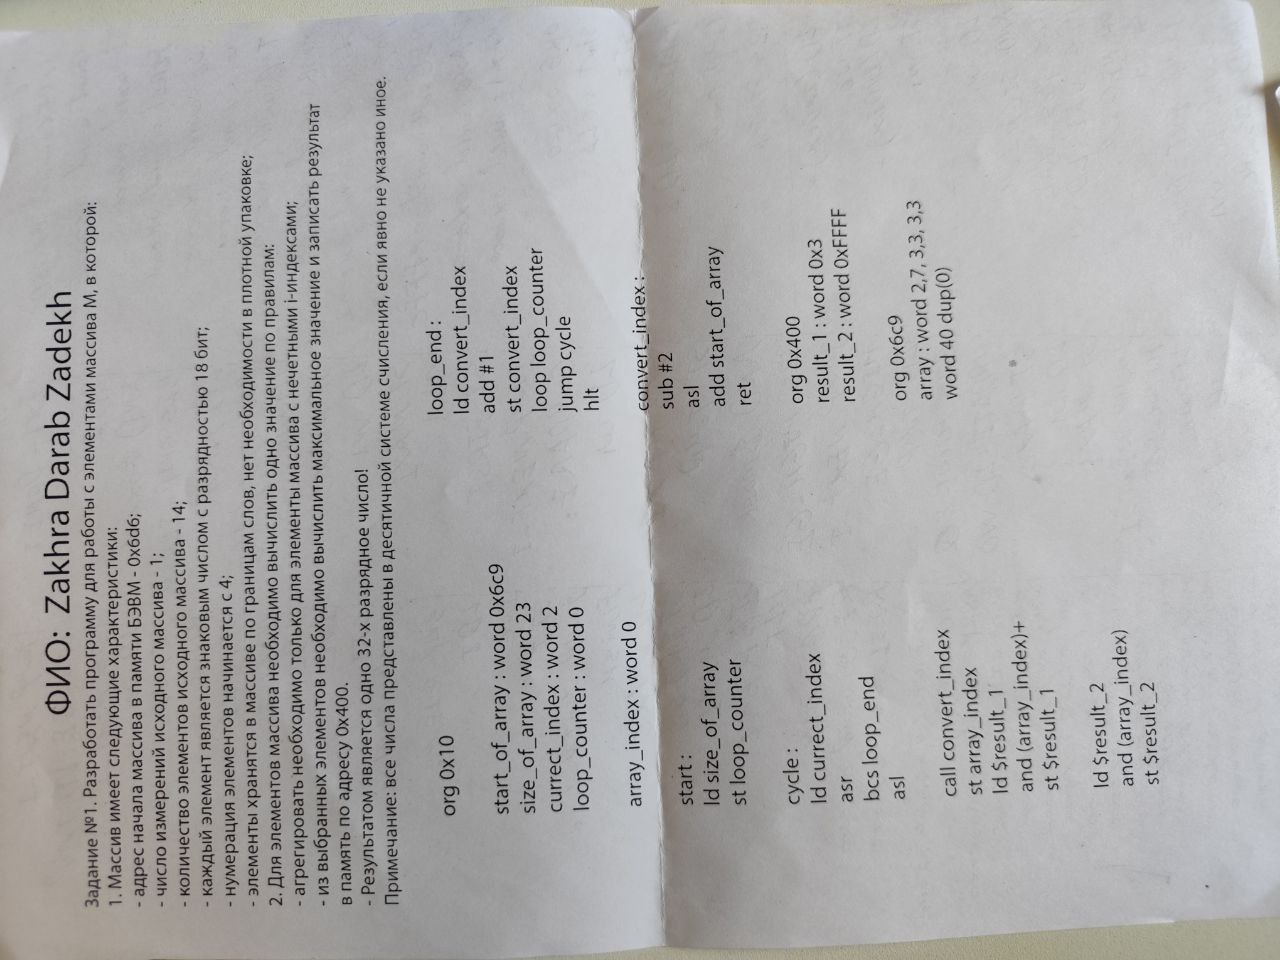 ФИО: Zakhra Darab Zadekh
Задание №1. Разработать программу для работы с элементами массива M, в которой:
1. Массив имеет следующие характеристики:
- адрес начала массива в памяти БЭВМ - 0x6d6;
- число измерений исходного массива - 1;
- количество элементов исходного массива - 14;
- каждый элемент является знаковым числом с разрядностью 18 бит;
- нумерация элементов начинается с 4;
- элементы хранятся в массиве по границам слов, нет необходимости в плотной упаковке;
2. Для элементов массива необходимо вычислить одно значение по правилам:
- агрегировать необходимо только для элементы массива с нечетными i-индексами;
- из выбранных элементов необходимо вычислить максимальное значение и записать результат
в память по адресу 0x400.
- Результатом является одно 32-х разрядное число!
Примечание: все числа представлены в десятичной системе счисления, если явно не указано иное.
org 0x10
start_of_array : word 0x6c9
size_of_array : word 23
currect_index : word 2
loop_counter : word 0
array_index : word 0
start :
ld size_of_array
st loop_counter
cycle :
ld currect_index
asr
bcs loop_end
asl
call convert_index
st array_index
ld $result_1
and (array_index)+
st $result_1
ld $result_2
and (array_index)
st $result_2
loop_end :
ld convert_index
add #1
st convert_index
loop loop_counter
jump cycle
hlt
convert_index :
sub #2
asl
add start_of_array
ret
org 0x400
result_1 : word 0x3
result_2 : word 0xFFFF
org 0x6c9
array : word 2,7, 3,3, 3,3
word 40 dup(0)